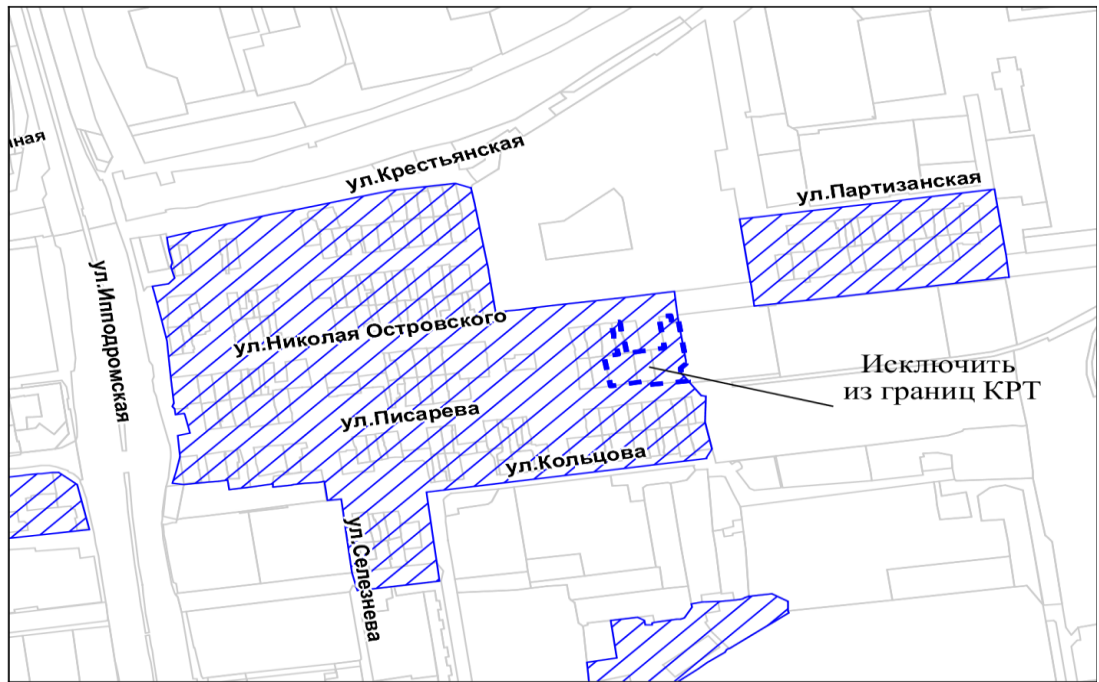 нная
ул.Крестьянская
ул.Партизанская
ул.Ипподромская
ул.Николая Островского
Исключить
из границ КРТ
ул.Писарева
ул.Кольцова
ул.Селезнева